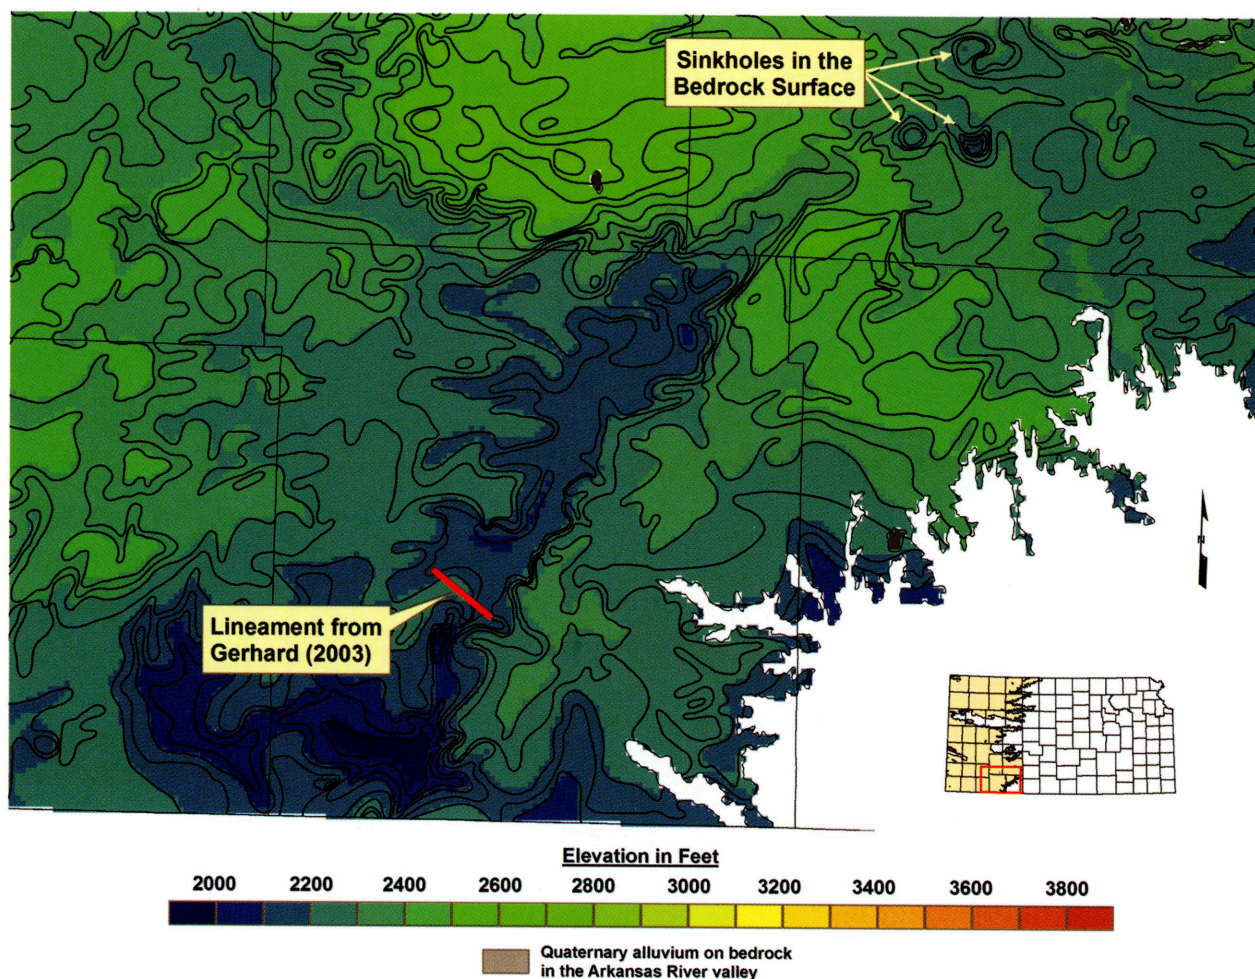 Sinkholes in the
Bedrock Surface
Lineament from
Gerhard (2003)
N
Elevation in Feet
2000 2200 2400 2600 2800 3000 3200 3400 3600 3800
Quaternary alluvium on bedrock
in the Arkansas River valley